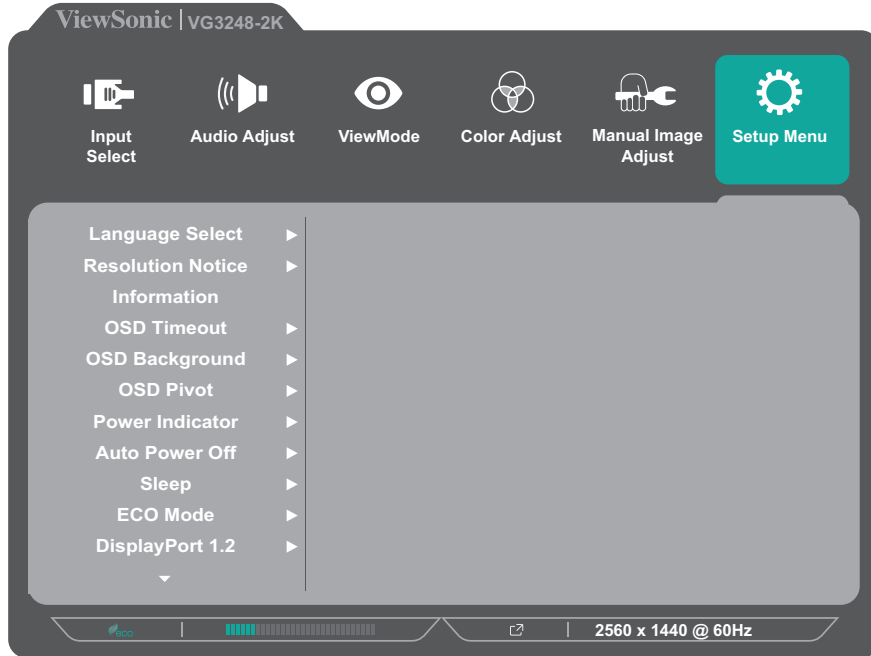 ViewSonic | VG3248-2K
Input Select
Audio Adjust
ViewMode
Color Adjust
Manual Image Adjust
Setup Menu
Language Select
Resolution Notice
Information
OSD Timeout
OSD Background
OSD Pivot
Power Indicator
Auto Power Off
Sleep
ECO Mode
DisplayPort 1.2
eco
2560 x 1440 @ 60Hz